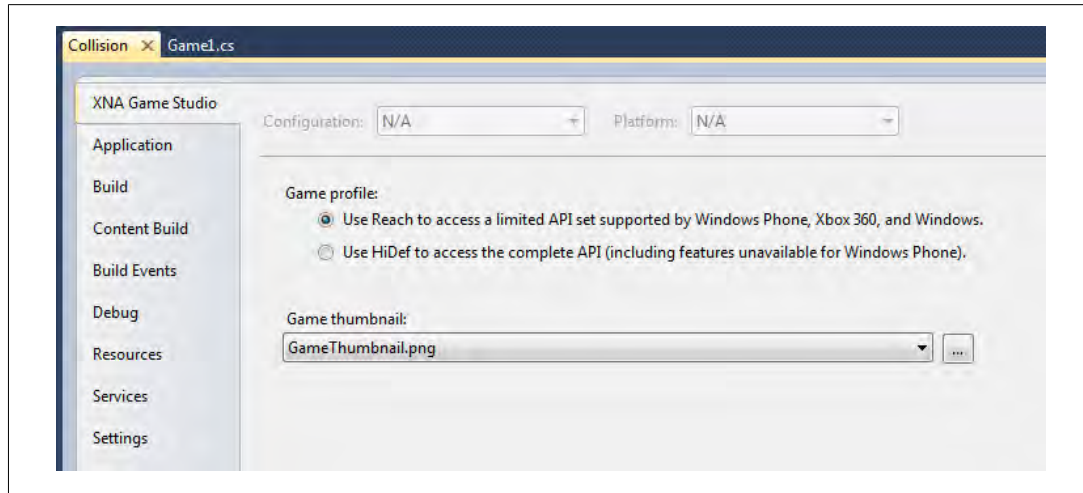 Collision Game1.cs
XNA Game Studio
Configuration: N/A Platform: N/A
Application
Build
Game profile:
Use Reach to access a limited API set supported by Windows Phone, Xbox 360, and Windows.
Content Build
Use HiDef to access the complete API (including features unavailable for Windows Phone).
Build Events
Debug
Game thumbnail:
Resources
GameThumbnail.png ...
Services
Settings